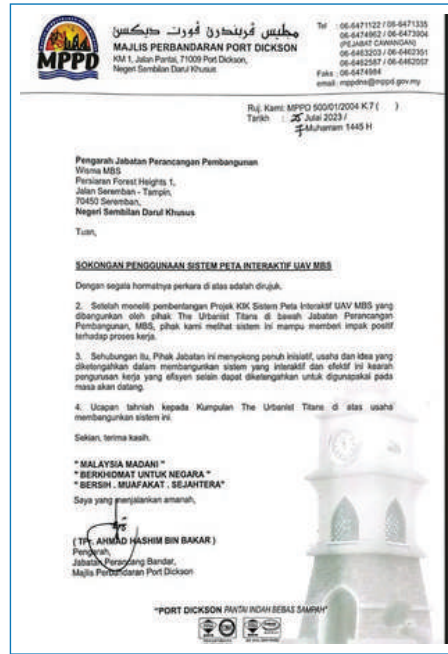 MPPD
مجليس ڤربندرن ڤورت ديکسن
MAJLIS PERBANDARAN PORT DICKSON
KM 1, Jalan Pantai, 71009 Port Dickson,
Negeri Sembilan Darul Khusus
Tel : 06-6471122 / 06-6471335
06-6474962 / 06-6473904
(PEJABAT CAWANGAN)
06-6463203 / 06-6462351
06-6462587 / 06-6462057
Faks : 06-6474984
email: mppdns@mppd.gov.my
Ruj. Kami: MPPD 500/01/2004 K.7 ( )
Tarikh : 25 Julai 2023 /
7 Muharram 1445 H
Pengarah Jabatan Perancangan Pembangunan
Wisma MBS
Persiaran Forest Heights 1,
Jalan Seremban - Tampin,
70450 Seremban,
Negeri Sembilan Darul Khusus
Tuan,
SOKONGAN PENGGUNAAN SISTEM PETA INTERAKTIF UAV MBS
Dengan segala hormatnya perkara di atas adalah dirujuk.
2. Setelah meneliti pembentangan Projek KIK Sistem Peta Interaktif UAV MBS yang
dibangunkan oleh pihak The Urbanist Titans di bawah Jabatan Perancangan
Pembangunan, MBS, pihak kami melihat sistem ini mampu memberi impak positif
terhadap proses kerja.
3. Sehubungan itu, Pihak Jabatan ini menyokong penuh inisiatif, usaha dan idea yang
diketengahkan dalam membangunkan sistem yang interaktif dan efektif ini kearah
pengurusan kerja yang efisyen selain dapat diketengahkan untuk digunapakai pada
masa akan datang.
4. Ucapan tahniah kepada Kumpulan The Urbanist Titans di atas usaha
membangunkan sistem ini.
Sekian, terima kasih.
" MALAYSIA MADANI "
" BERKHIDMAT UNTUK NEGARA "
" BERSIH . MUAFAKAT . SEJAHTERA"
Saya yang menjalankan amanah,
( TPr. AHMAD HASHIM BIN BAKAR )
Pengarah,
Jabatan Perancang Bandar,
Majlis Perbandaran Port Dickson
"PORT DICKSON PANTAI INDAH BEBAS SAMPAH"